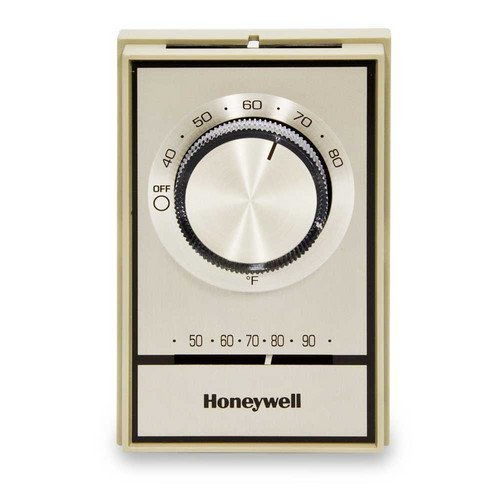 OFF 40 · 50 · 60 · 70 · 80
°F
· 50 · 60 · 70 · 80 · 90 ·
Honeywell